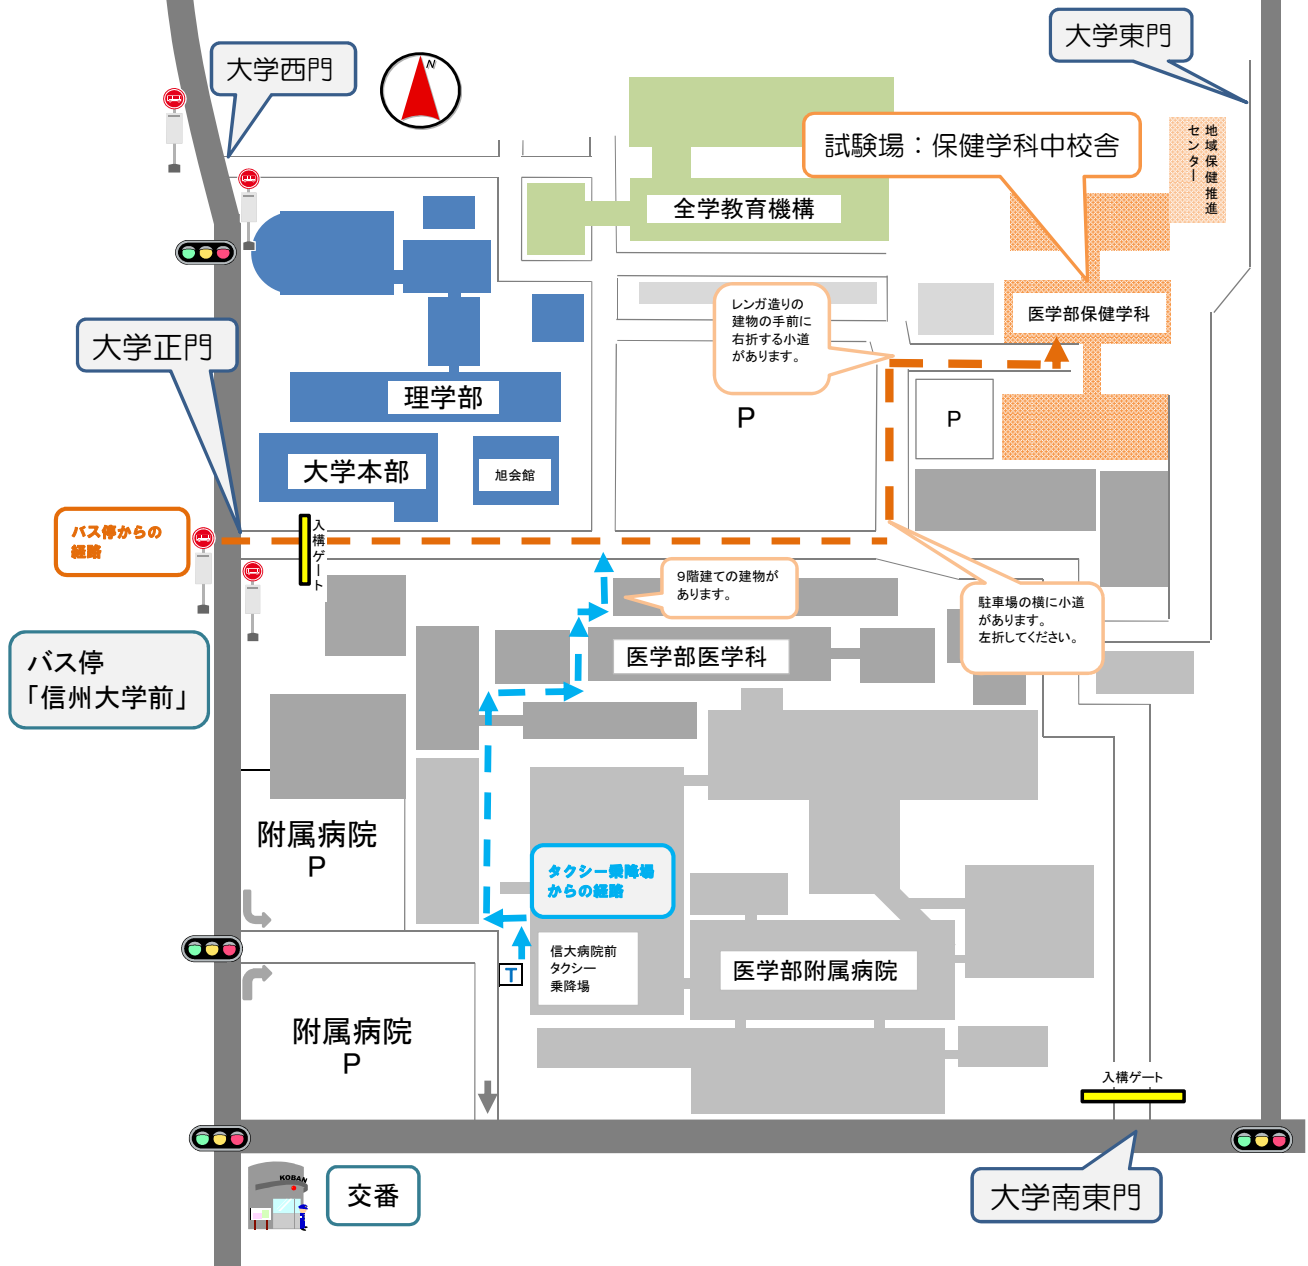 大学東門
大学西門
N
試験場：保健学科中校舎
地域保健推進
センター
全学教育機構
レンガ造りの
建物の手前に
右折する小道
があります。
医学部保健学科
大学正門
理学部
P
P
大学本部
旭会館
バス停からの
経路
入構ゲート
9階建ての建物が
あります。
駐車場の横に小道
があります。
左折してください。
バス停
「信州大学前」
医学部医学科
附属病院
P
タクシー乗降場
からの経路
信大病院前
タクシー
乗降場
T
医学部附属病院
附属病院
P
入構ゲート
KOBAN
交番
大学南東門